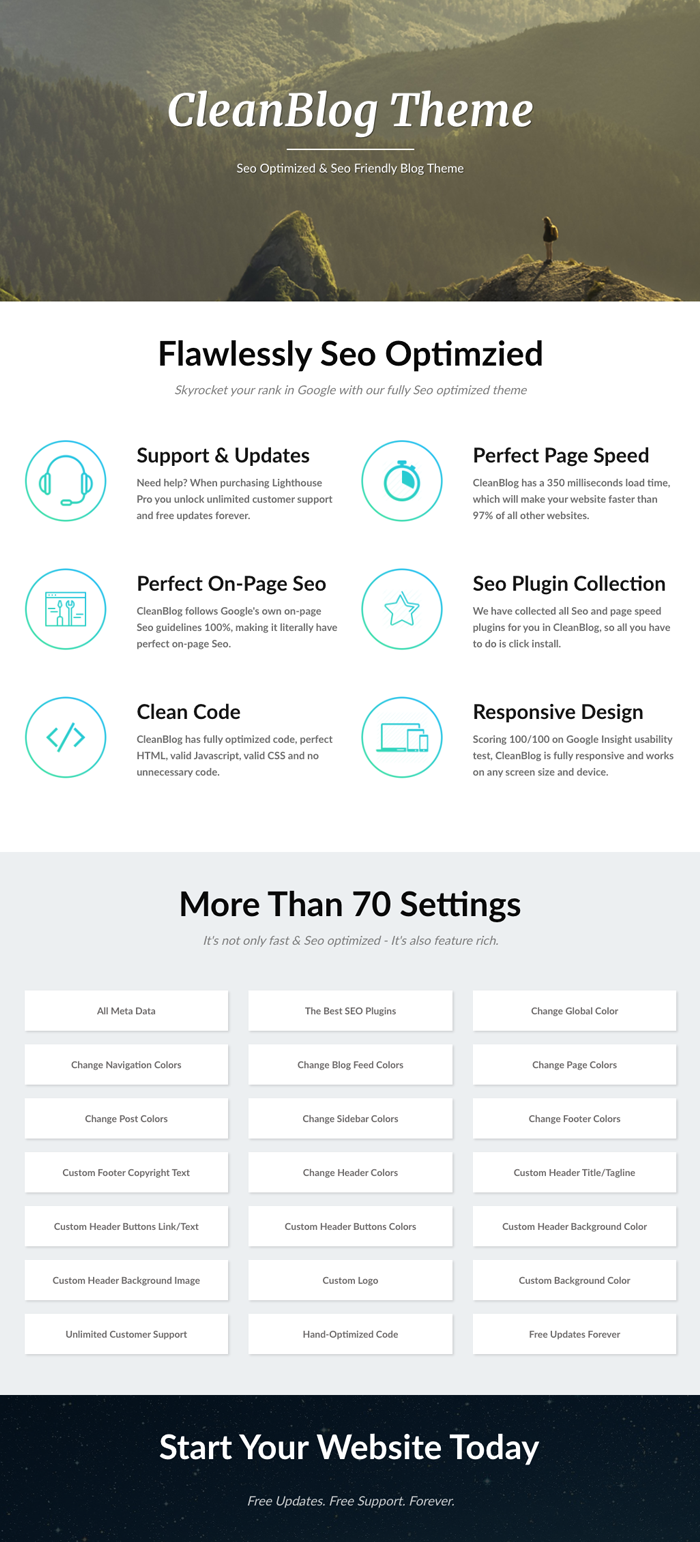 CleanBlog Theme
Seo Optimized & Seo Friendly Blog Theme
Flawlessly Seo Optimzied
Skyrocket your rank in Google with our fully Seo optimized theme
Support & Updates
Need help? When purchasing Lighthouse
Pro you unlock unlimited customer support
and free updates forever.
Perfect Page Speed
CleanBlog has a 350 milliseconds load time,
which will make your website faster than
97% of all other websites.
Perfect On-Page Seo
CleanBlog follows Google's own on-page
Seo guidelines 100%, making it literally have
perfect on-page Seo.
Seo Plugin Collection
We have collected all Seo and page speed
plugins for you in CleanBlog, so all you have
to do is click install.
Clean Code
CleanBlog has fully optimized code, perfect
HTML, valid Javascript, valid CSS and no
unnecessary code.
Responsive Design
Scoring 100/100 on Google Insight usability
test, CleanBlog is fully responsive and works
on any screen size and device.
More Than 70 Settings
It's not only fast & Seo optimized - It's also feature rich.
All Meta Data
The Best SEO Plugins
Change Global Color
Change Navigation Colors
Change Blog Feed Colors
Change Page Colors
Change Post Colors
Change Sidebar Colors
Change Footer Colors
Custom Footer Copyright Text
Change Header Colors
Custom Header Title/Tagline
Custom Header Buttons Link/Text
Custom Header Buttons Colors
Custom Header Background Color
Custom Header Background Image
Custom Logo
Custom Background Color
Unlimited Customer Support
Hand-Optimized Code
Free Updates Forever
Start Your Website Today
Free Updates. Free Support. Forever.